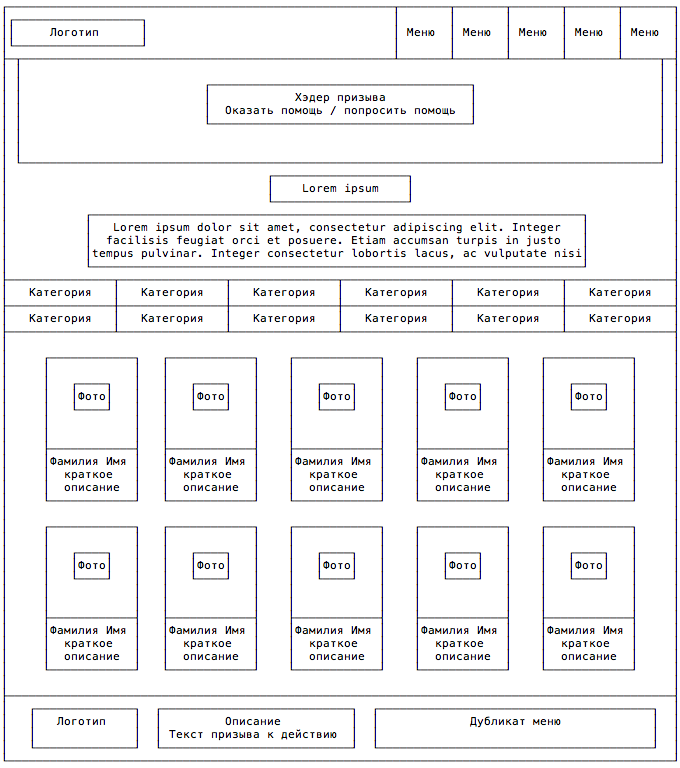 Логотип Меню Меню Меню Меню Меню
Хэдер призыва
Оказать помощь / попросить помощь
Lorem ipsum
Lorem ipsum dolor sit amet, consectetur adipiscing elit. Integer
facilisis feugiat orci et posuere. Etiam accumsan turpis in justo
tempus pulvinar. Integer consectetur lobortis lacus, ac vulputate nisi
Категория Категория Категория Категория Категория Категория
Категория Категория Категория Категория Категория Категория
Фото Фото Фото Фото Фото
Фамилия Имя Фамилия Имя Фамилия Имя Фамилия Имя Фамилия Имя
краткое краткое краткое краткое краткое
описание описание описание описание описание
Фото Фото Фото Фото Фото
Фамилия Имя Фамилия Имя Фамилия Имя Фамилия Имя Фамилия Имя
краткое краткое краткое краткое краткое
описание описание описание описание описание
Логотип Описание Дубликат меню
Текст призыва к действию